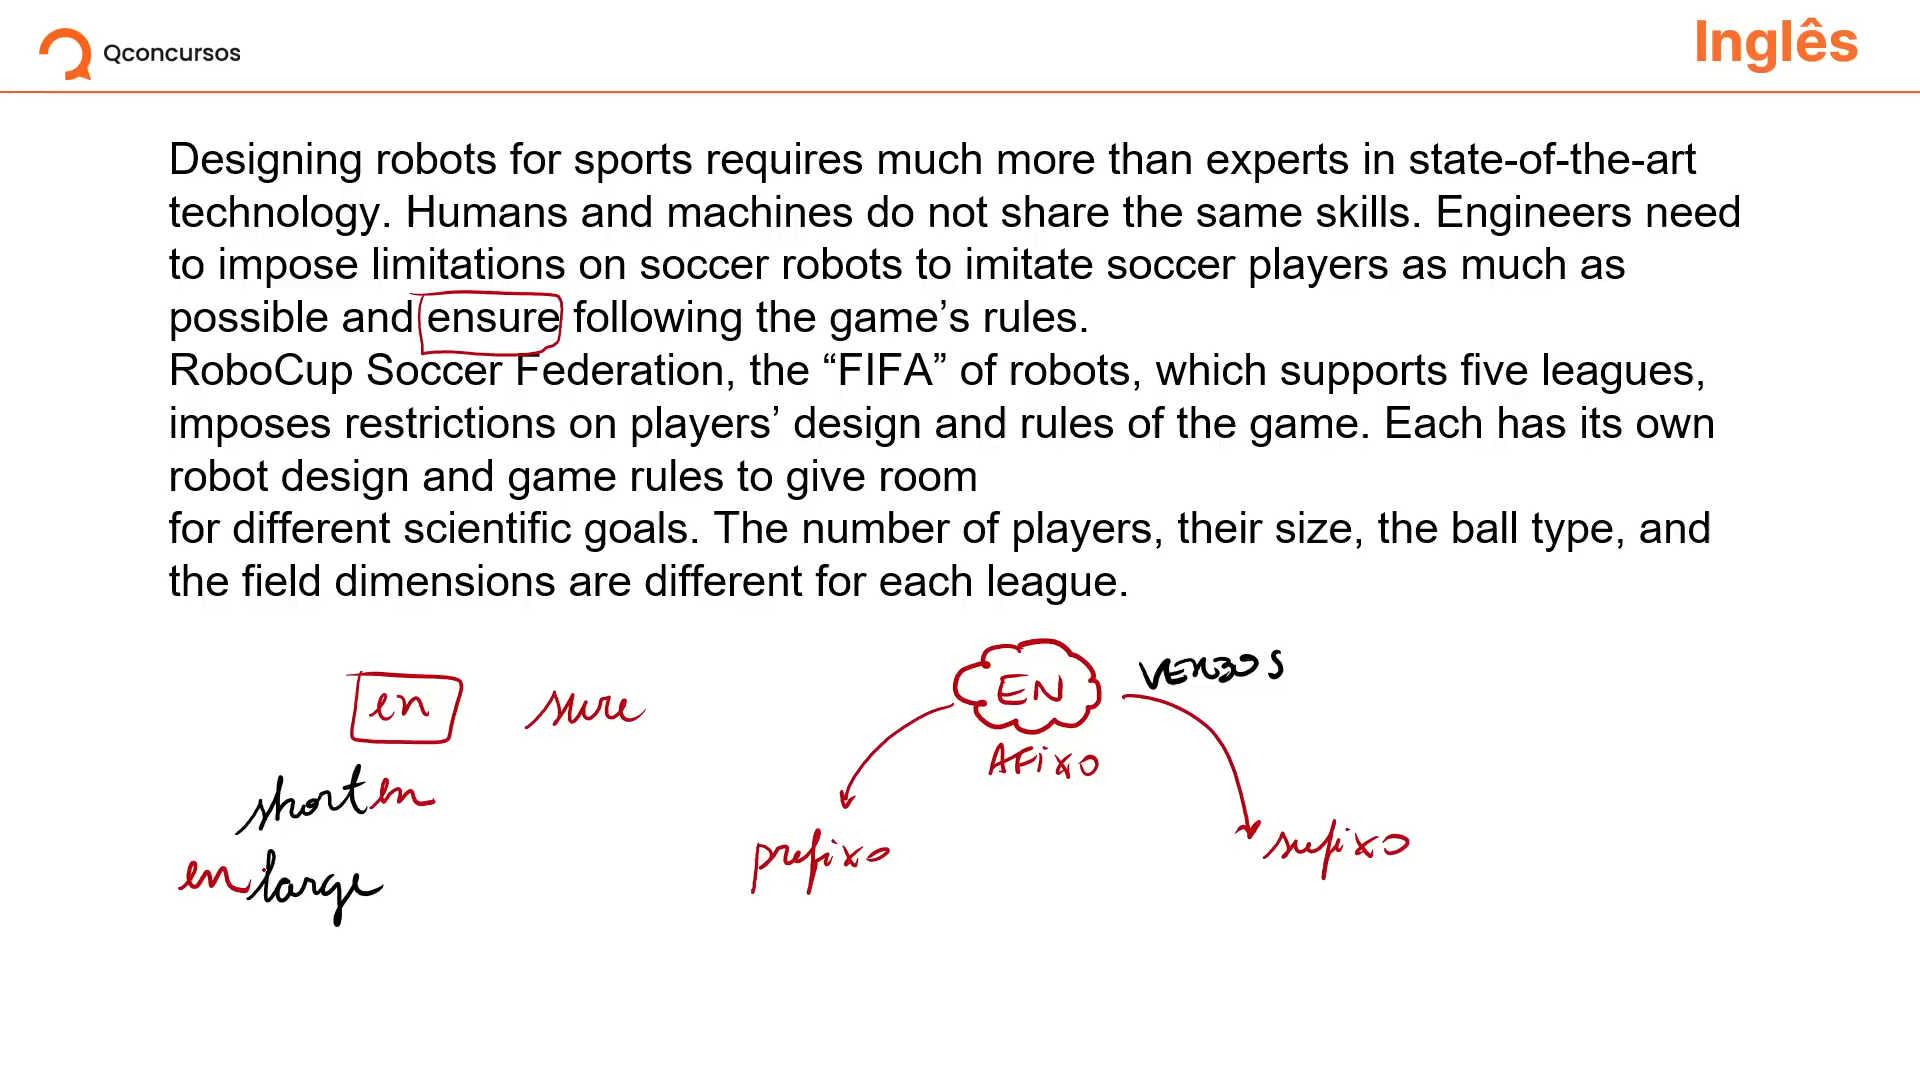 Qconcursos
Inglês
Designing robots for sports requires much more than experts in state-of-the-art
technology. Humans and machines do not share the same skills. Engineers need
to impose limitations on soccer robots to imitate soccer players as much as
possible and ensure following the game’s rules.
RoboCup Soccer Federation, the “FIFA” of robots, which supports five leagues,
imposes restrictions on players’ design and rules of the game. Each has its own
robot design and game rules to give room
for different scientific goals. The number of players, their size, the ball type, and
the field dimensions are different for each league.
en sure
EN VERBOS
AFIXO
shorten
prefixo sufixo
enlarge